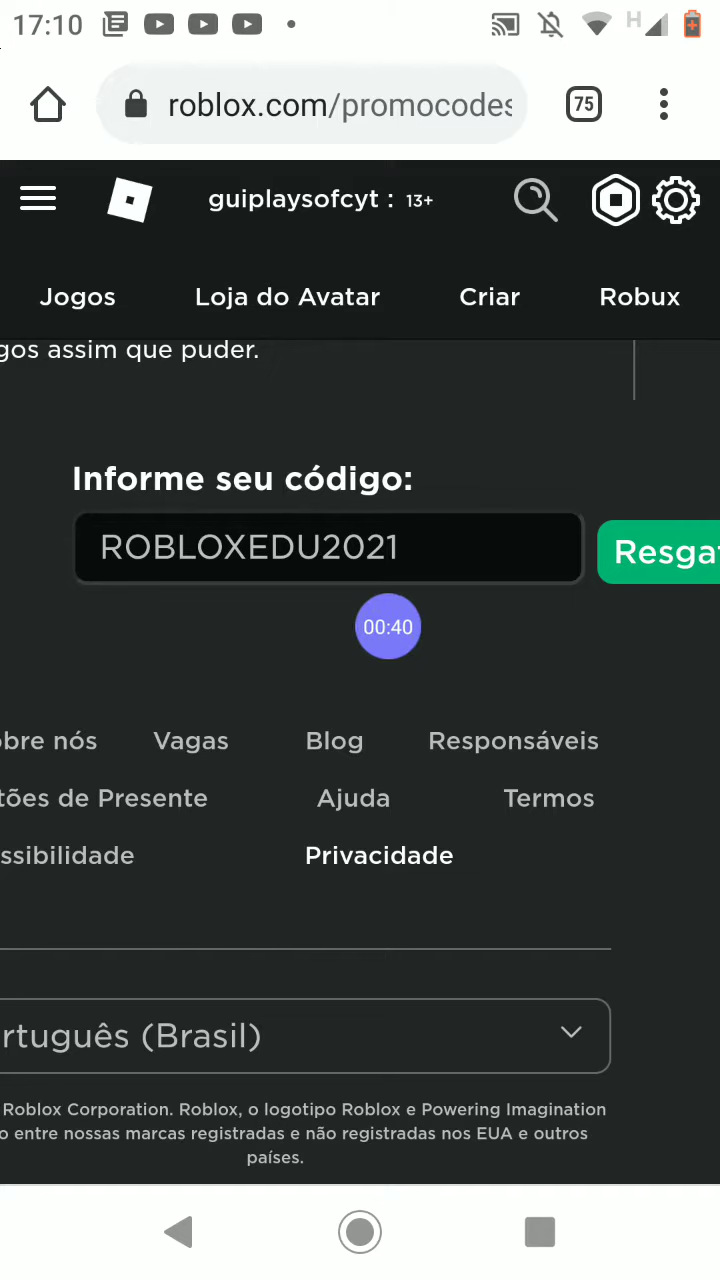 17:10
H
roblox.com/promocodes
75
guiplaysofcyt : 13+
Jogos Loja do Avatar Criar Robux
gos assim que puder.
Informe seu código:
ROBLOXEDU2021
Resgat
00:40
obre nós Vagas Blog Responsáveis
tões de Presente Ajuda Termos
ssibilidade Privacidade
rtuguês (Brasil)
Roblox Corporation. Roblox, o logotipo Roblox e Powering Imagination
o entre nossas marcas registradas e não registradas nos EUA e outros
países.